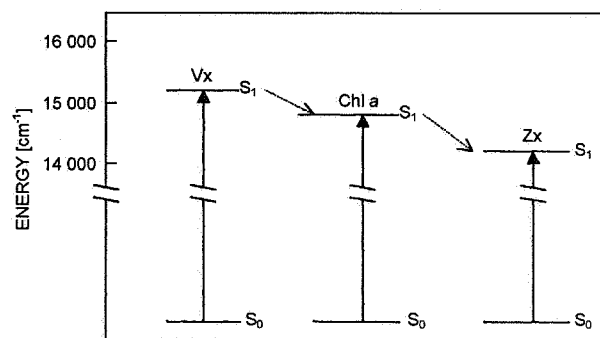 16 000
15 000
14 000
ENERGY [cm⁻¹]
Vx
S₁
Chl a
S₁
Zx
S₁
S₀
S₀
S₀